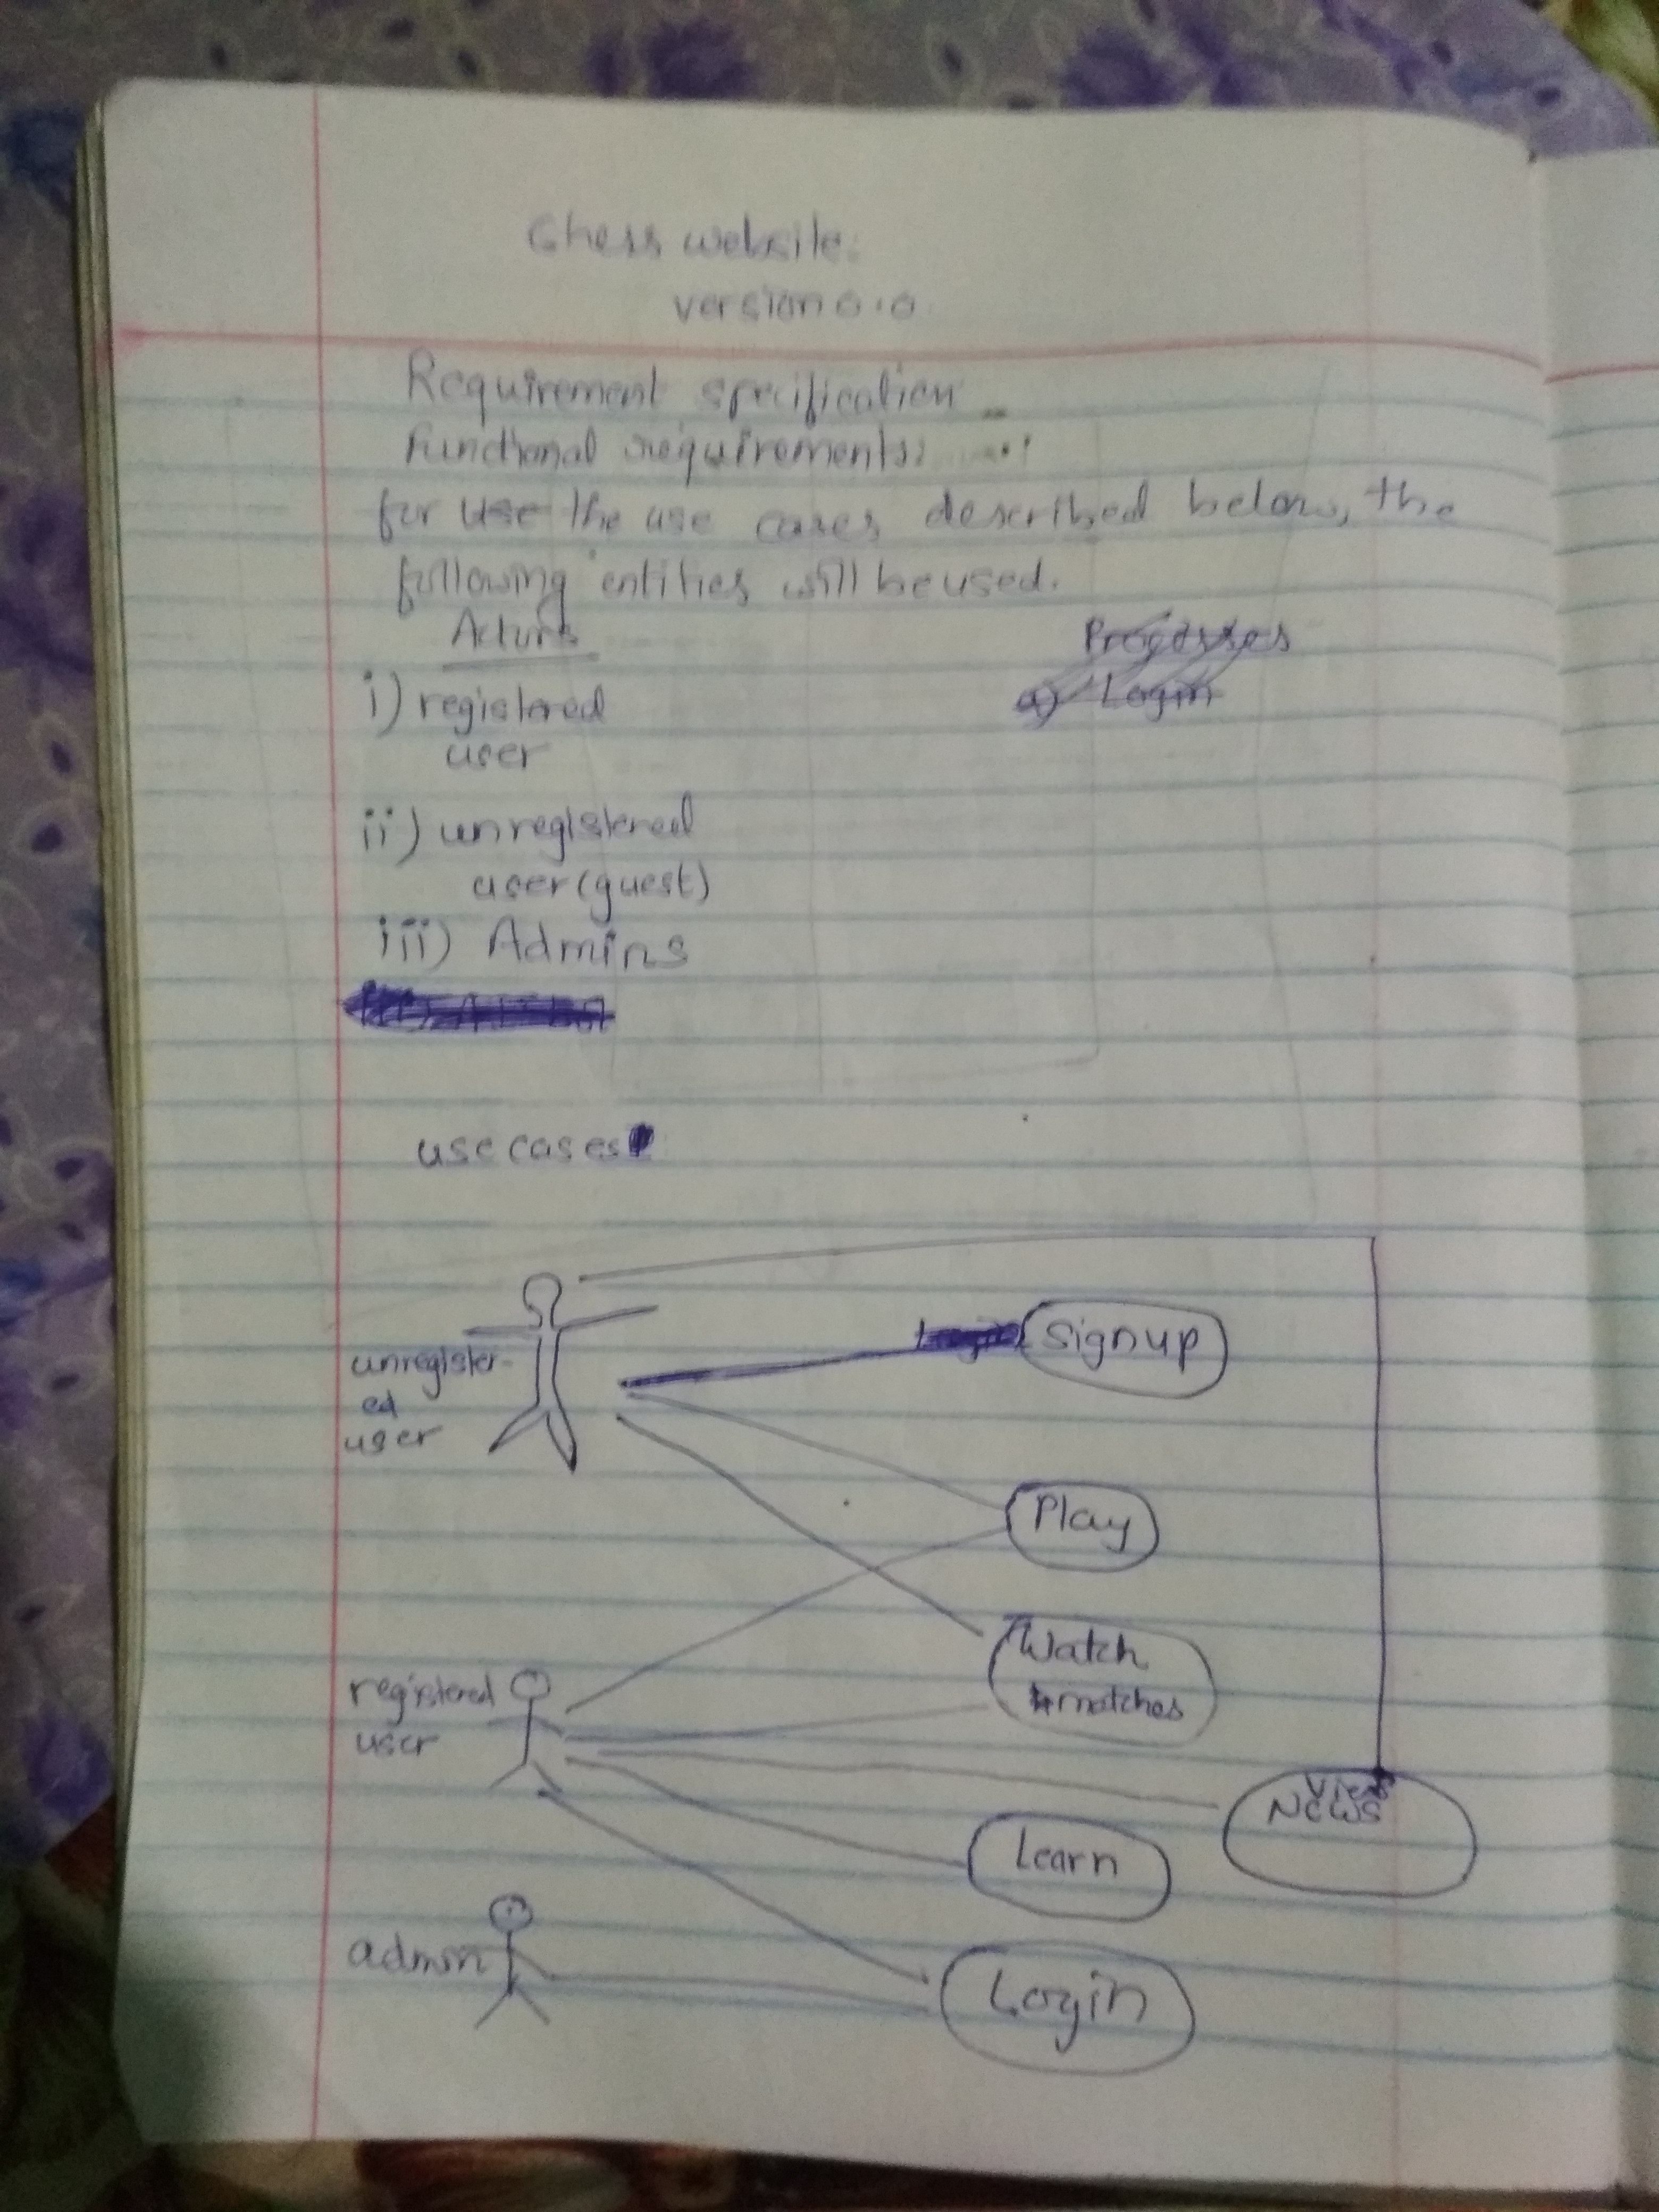 Chess website.
version 0.0
Requirement specification
Functional requirements:
for use the use cases described below, the
following entities will be used.
Actors
Processes
i) registered
a) Login
user
ii) unregistered
user (guest)
iii) Admins
use cases
signup
unregister-
ed
user
Play
Watch
matches
registered
user
View
News
Learn
admin
Login